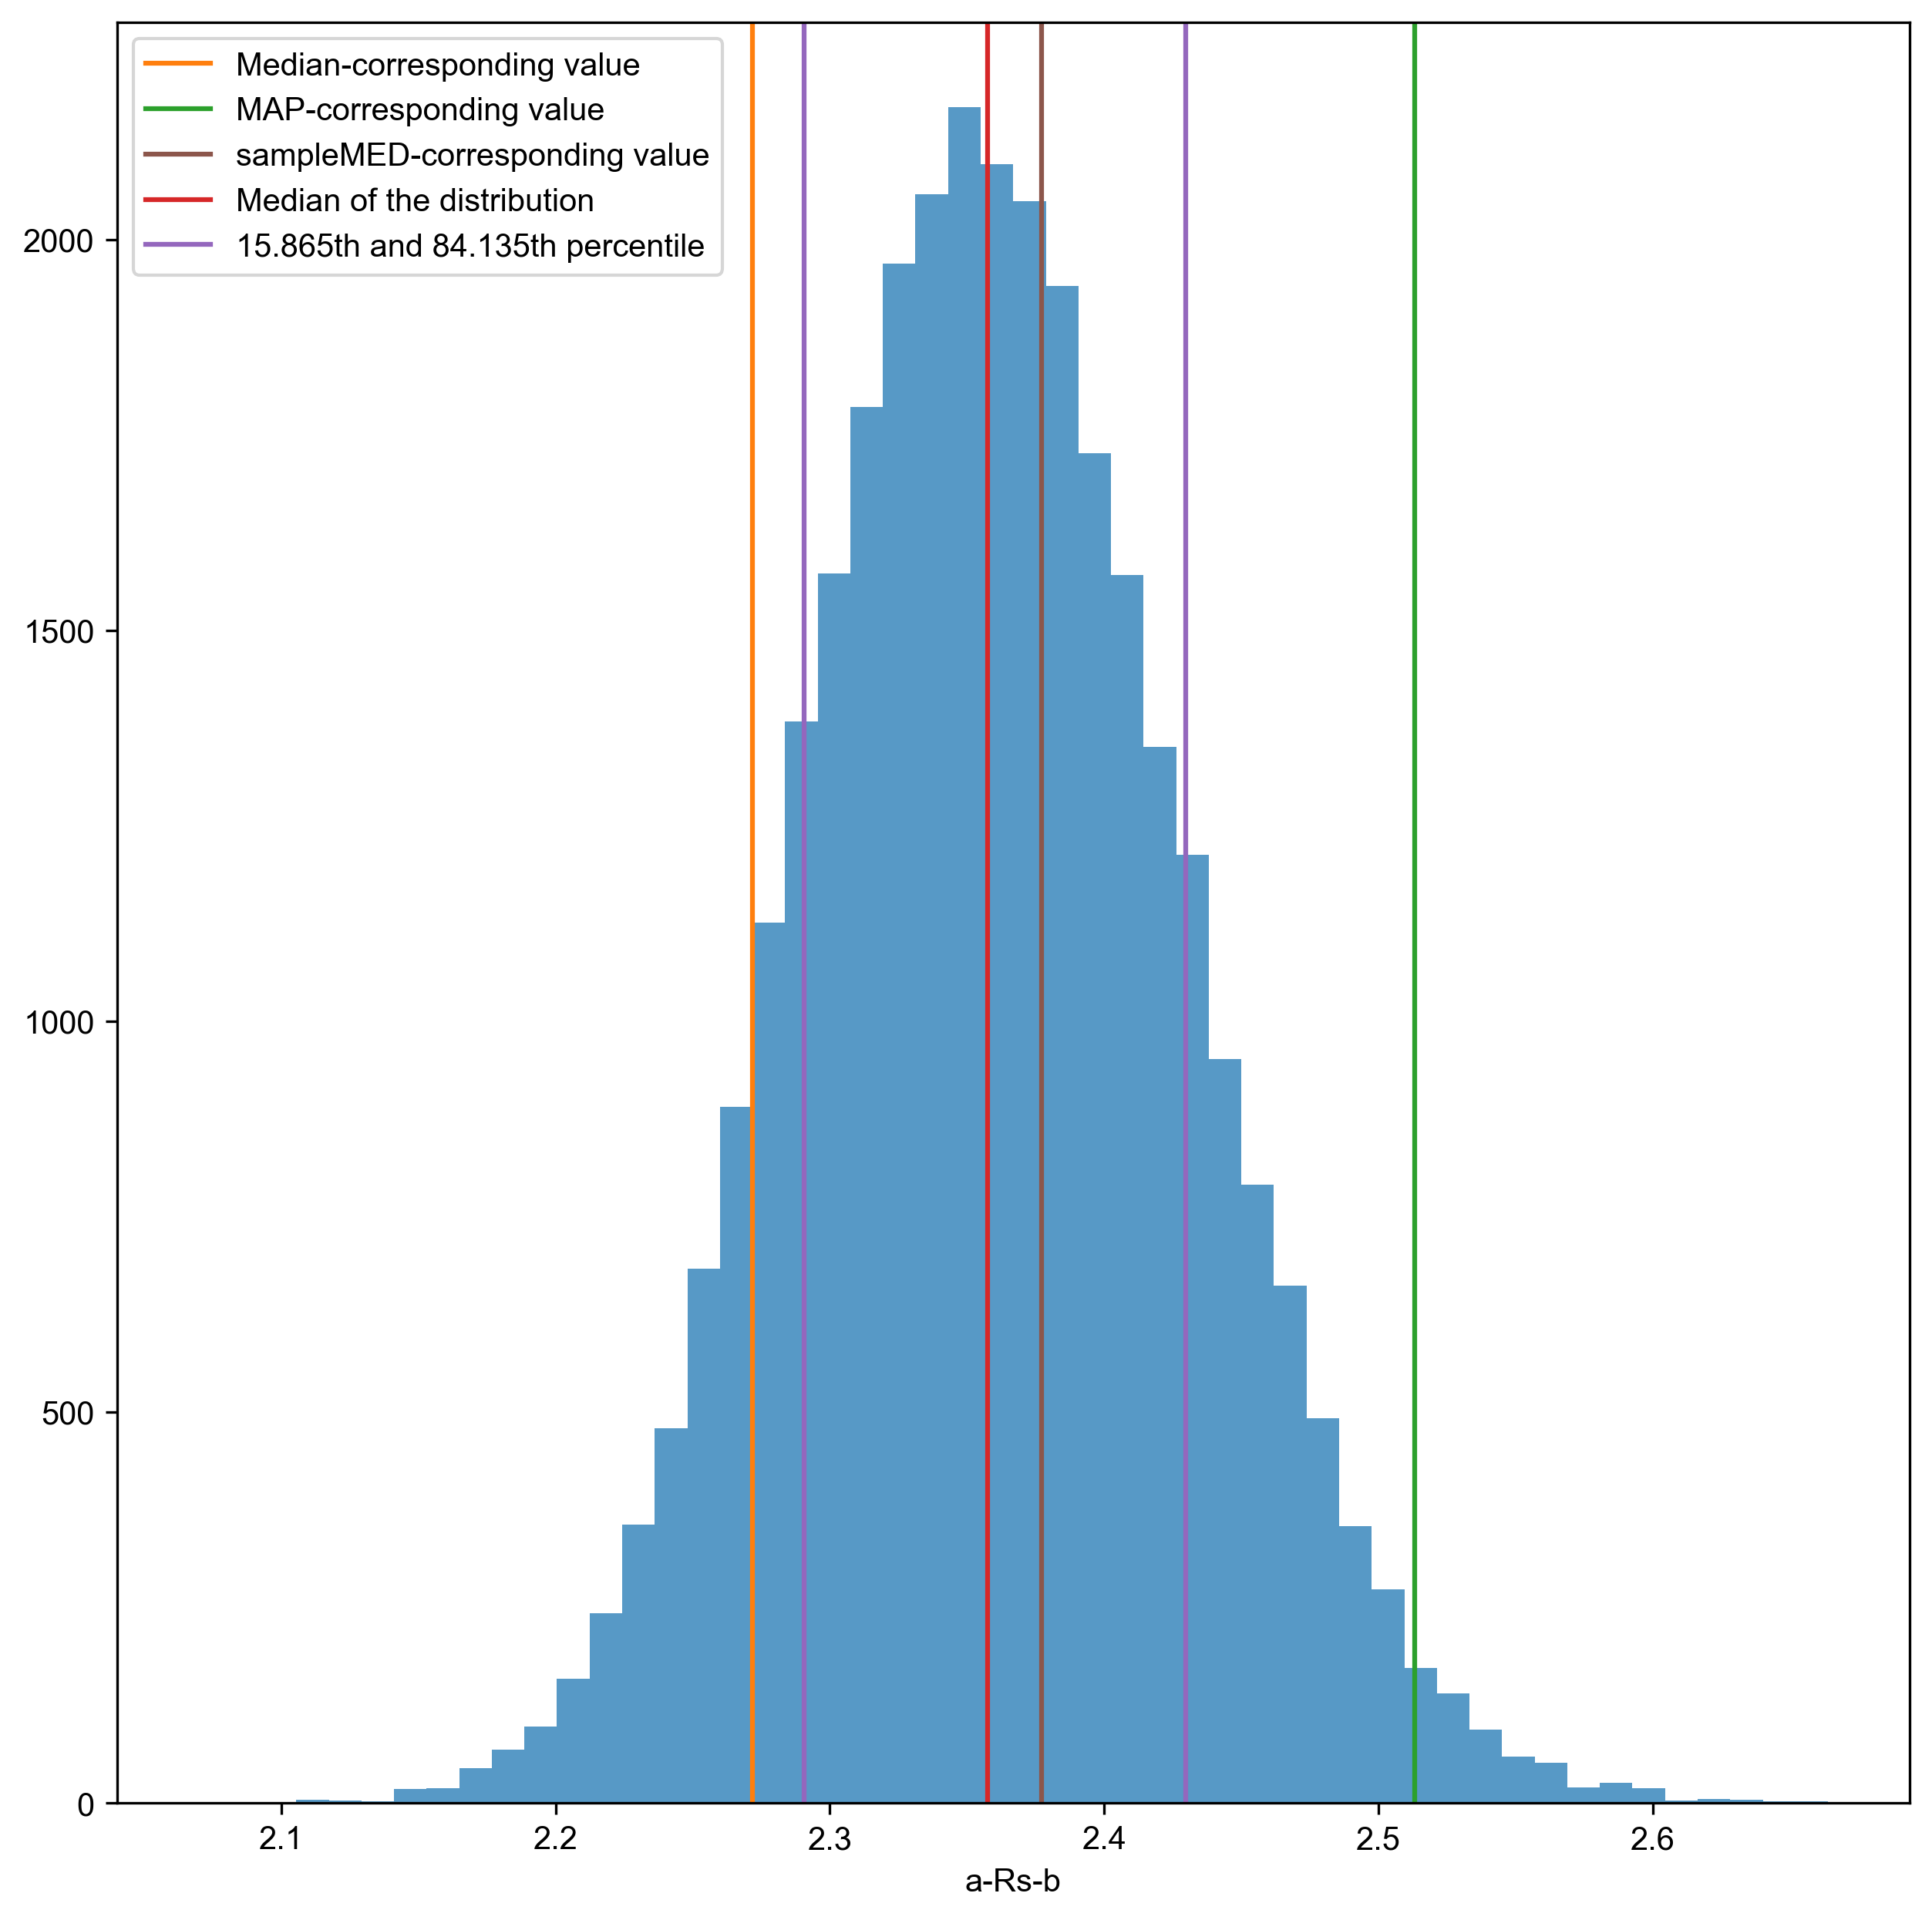 Median-corresponding value
MAP-corresponding value
sampleMED-corresponding value
Median of the distribution
15.865th and 84.135th percentile
2000
1500
1000
500
0
2.1 2.2 2.3 2.4 2.5 2.6
a-Rs-b